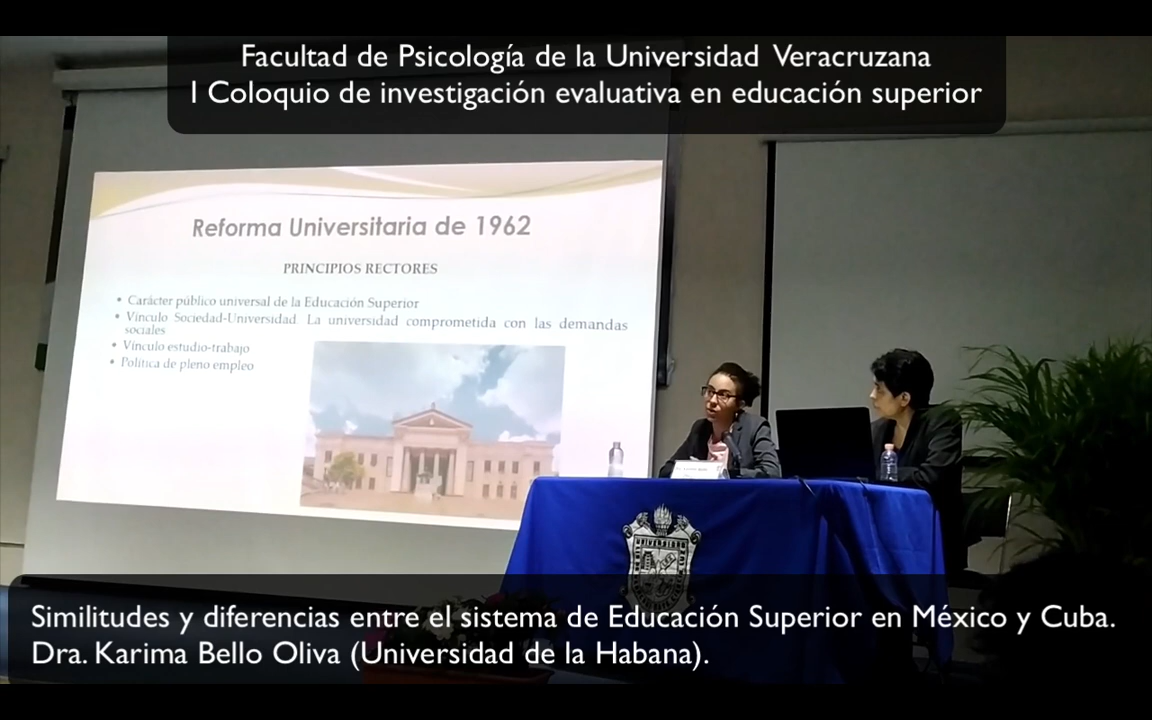 Facultad de Psicología de la Universidad Veracruzana
I Coloquio de investigación evaluativa en educación superior
Reforma Universitaria de 1962
PRINCIPIOS RECTORES
• Carácter público universal de la Educación Superior
• Vínculo Sociedad-Universidad. La universidad comprometida con las demandas
sociales
• Vínculo estudio-trabajo
• Política de pleno empleo
UNIVERSIDAD
Similitudes y diferencias entre el sistema de Educación Superior en México y Cuba.
Dra. Karima Bello Oliva (Universidad de la Habana).